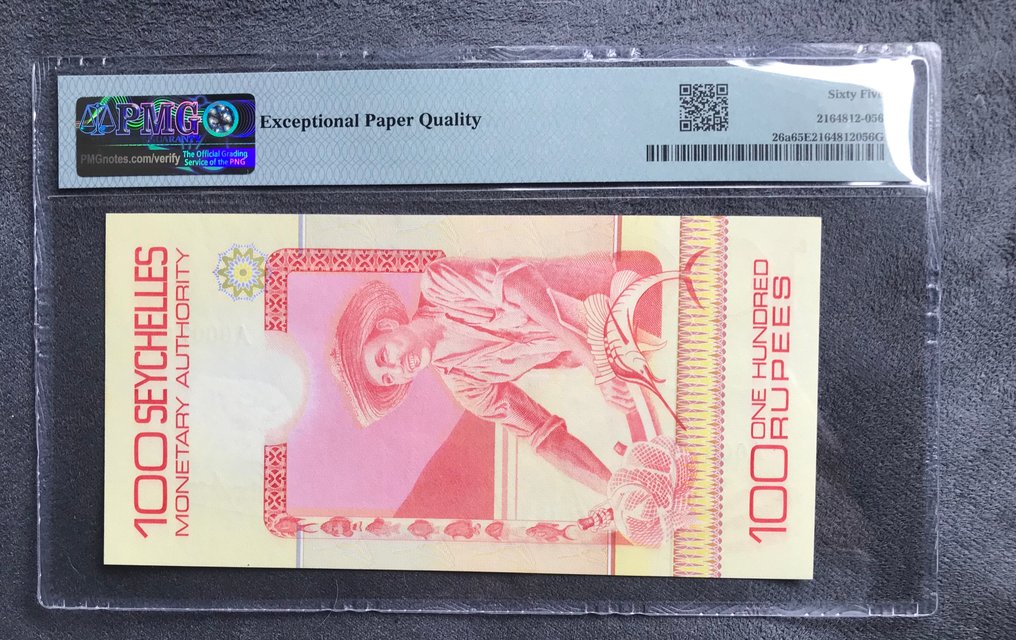 PMG
GUARANTY
PMGnotes.com/verify
The Official Grading
Service of the PNG
Exceptional Paper Quality
Sixty Five
2164812-056
26a65E2164812056G
100 SEYCHELLES
MONETARY AUTHORITY
100 ONE HUNDRED
RUPEES